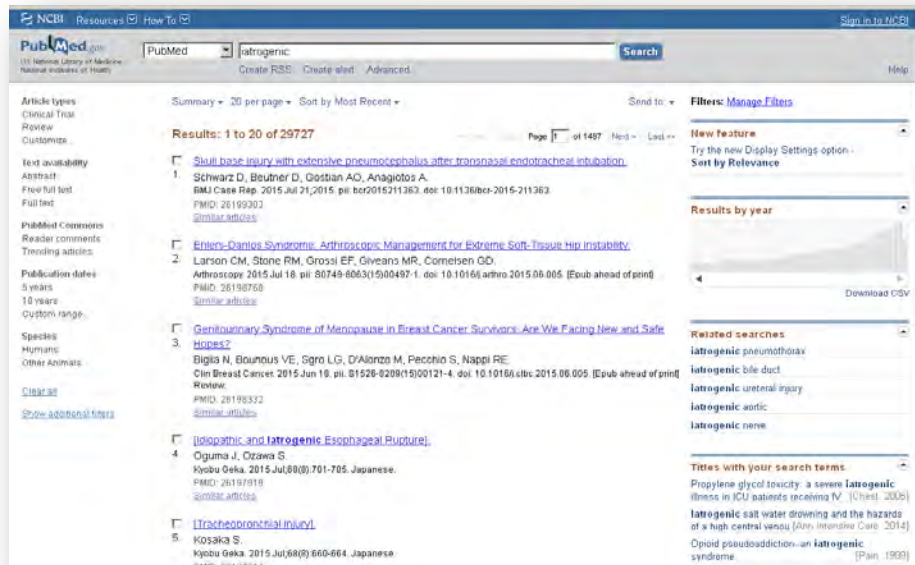 NCBI Resources How To Sign in to NCBI
PubMed.gov
US National Library of Medicine
National Institutes of Health
PubMed iatrogenic Search
Create RSS Create alert Advanced Help
Article types
Clinical Trial
Review
Customize ...
Text availability
Abstract
Free full text
Full text
PubMed Commons
Reader comments
Trending articles
Publication dates
5 years
10 years
Custom range...
Species
Humans
Other Animals
Clear all
Show additional filters
Summary 20 per page Sort by Most Recent Send to:
Results: 1 to 20 of 29727
Page 1 of 1487 Next > Last >>
Skull base injury with extensive pneumocephalus after transnasal endotracheal intubation.
1. Schwarz D, Beutner D, Gostian AO, Anagiotos A.
BMJ Case Rep. 2015 Jul 21;2015. pii: bcr2015211363. doi: 10.1136/bcr-2015-211363.
PMID: 26199303
Similar articles
Ehlers-Danlos Syndrome: Arthroscopic Management for Extreme Soft-Tissue Hip Instability.
2. Larson CM, Stone RM, Grossi EF, Giveans MR, Cornelsen GD.
Arthroscopy. 2015 Jul 18. pii: S0749-8063(15)00497-1. doi: 10.1016/j.arthro.2015.06.005. [Epub ahead of print]
PMID: 26198768
Similar articles
Genitourinary Syndrome of Menopause in Breast Cancer Survivors: Are We Facing New and Safe
3. Hopes?
Biglia N, Bounous VE, Sgro LG, D'Alonzo M, Pecchio S, Nappi RE.
Clin Breast Cancer. 2015 Jun 18. pii: S1526-8209(15)00121-4. doi: 10.1016/j.clbc.2015.06.005. [Epub ahead of print]
Review.
PMID: 26198332
Similar articles
[Idiopathic and Iatrogenic Esophageal Rupture].
4. Oguma J, Ozawa S.
Kyobu Geka. 2015 Jul;68(8):701-705. Japanese.
PMID: 26197918
Similar articles
[Tracheobronchial Injury].
5. Kosaka S.
Kyobu Geka. 2015 Jul;68(8):660-664. Japanese.
Filters: Manage Filters
New feature
Try the new Display Settings option -
Sort by Relevance
Results by year
Download CSV
Related searches
iatrogenic pneumothorax
iatrogenic bile duct
iatrogenic ureteral injury
iatrogenic aortic
iatrogenic nerve
Titles with your search terms
Propylene glycol toxicity: a severe iatrogenic
illness in ICU patients receiving IV [Chest. 2005]
Iatrogenic salt water drowning and the hazards
of a high central venou [Ann Intensive Care. 2014]
Opioid pseudoaddiction--an iatrogenic
syndrome. [Pain. 1989]